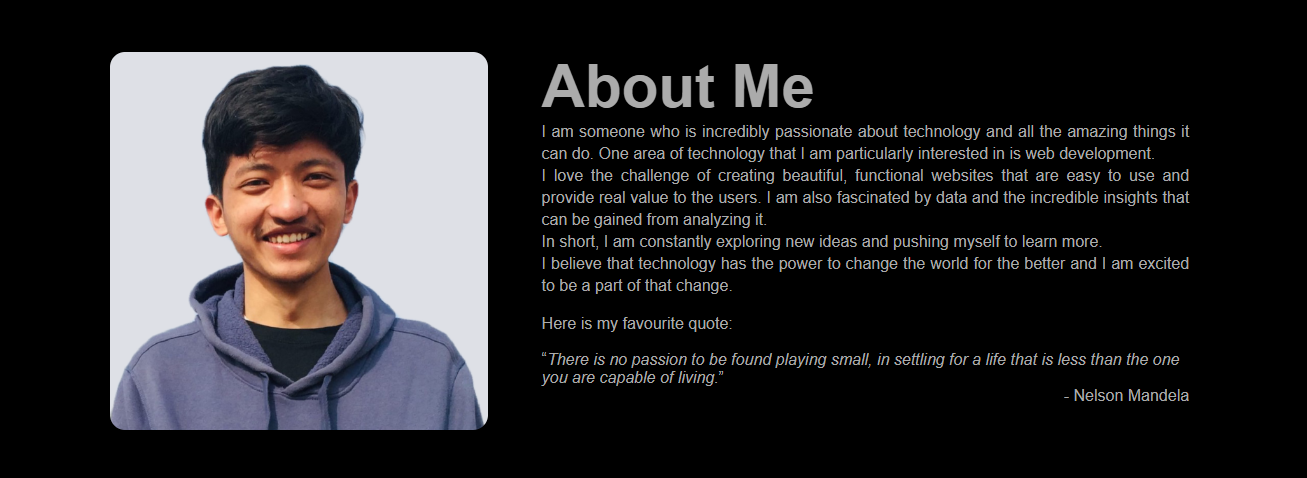 About Me
I am someone who is incredibly passionate about technology and all the amazing things it
can do. One area of technology that I am particularly interested in is web development.
I love the challenge of creating beautiful, functional websites that are easy to use and
provide real value to the users. I am also fascinated by data and the incredible insights that
can be gained from analyzing it.
In short, I am constantly exploring new ideas and pushing myself to learn more.
I believe that technology has the power to change the world for the better and I am excited
to be a part of that change.
Here is my favourite quote:
“There is no passion to be found playing small, in settling for a life that is less than the one
you are capable of living.”
- Nelson Mandela